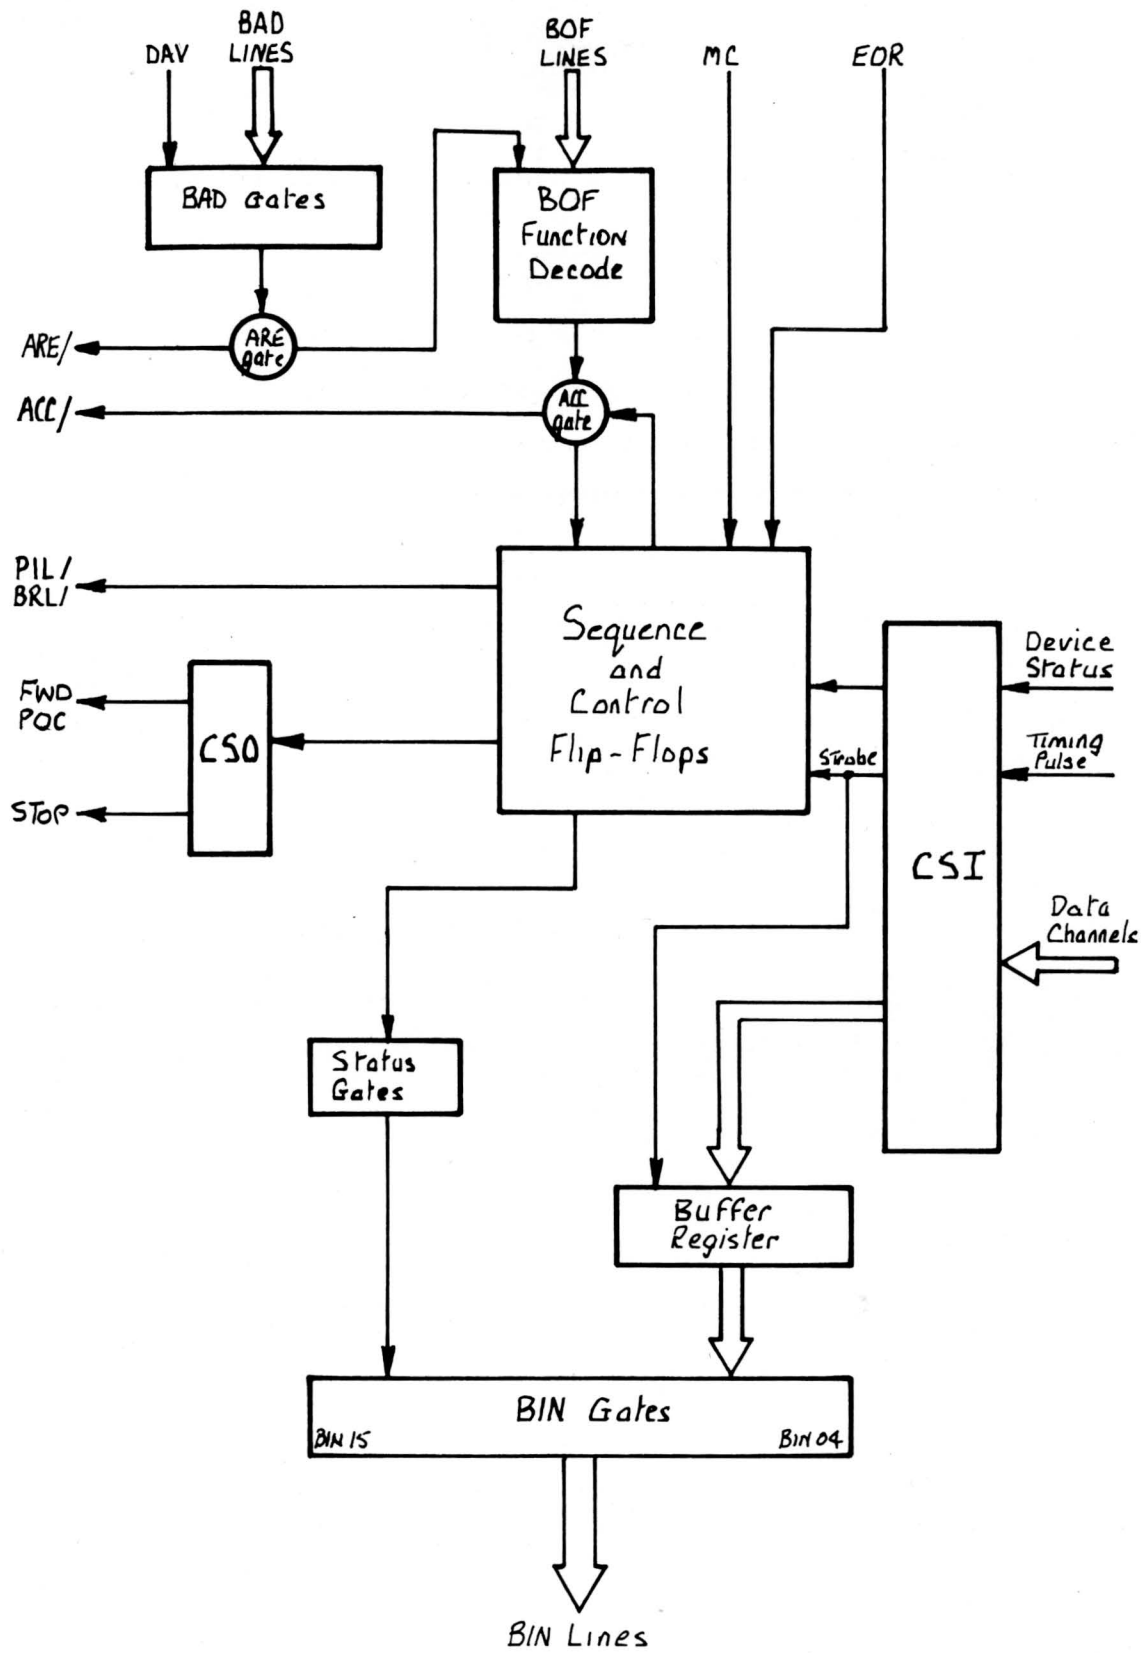 DAV
BAD
LINES
BOF
LINES
MC
EOR
BAD Gates
BOF
Function
Decode
ARE/
ARE
gate
ACC/
ACC
gate
PIL/
BRL/
Sequence
and
Control
Flip-Flops
FWD
PQC
STOP
CSO
Strobe
Device
Status
Timing
Pulse
CSI
Data
Channels
Status
Gates
Buffer
Register
BIN Gates
BIN 15
BIN 04
BIN Lines